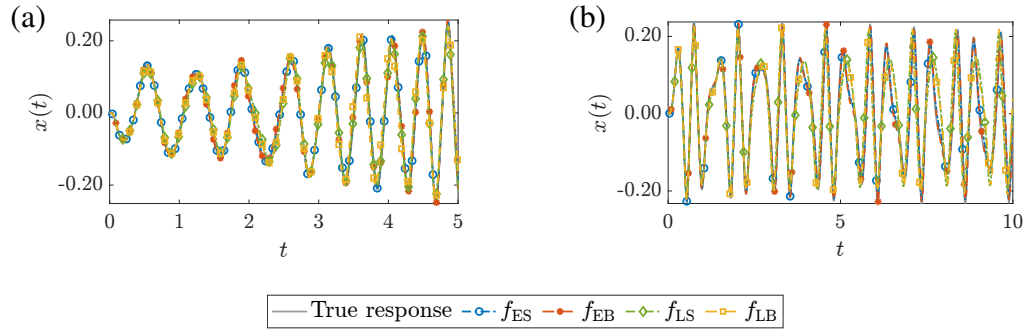 (a)
(b)
0.20
0.00
-0.20
x(t)
0 1 2 3 4 5
t
0.20
0.00
-0.20
x(t)
0 5 10
t
True response f_ES f_EB f_LS f_LB